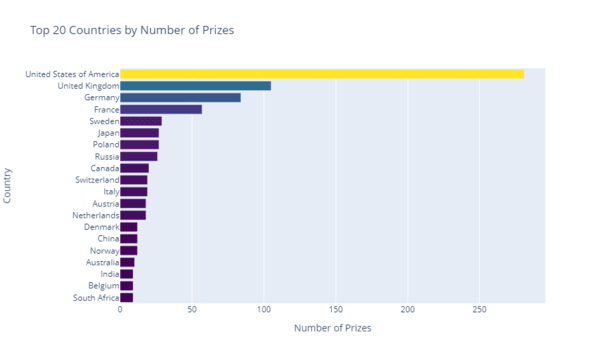 Top 20 Countries by Number of Prizes
Country
United States of America
United Kingdom
Germany
France
Sweden
Japan
Poland
Russia
Canada
Switzerland
Italy
Austria
Netherlands
Denmark
China
Norway
Australia
India
Belgium
South Africa
0 50 100 150 200 250
Number of Prizes